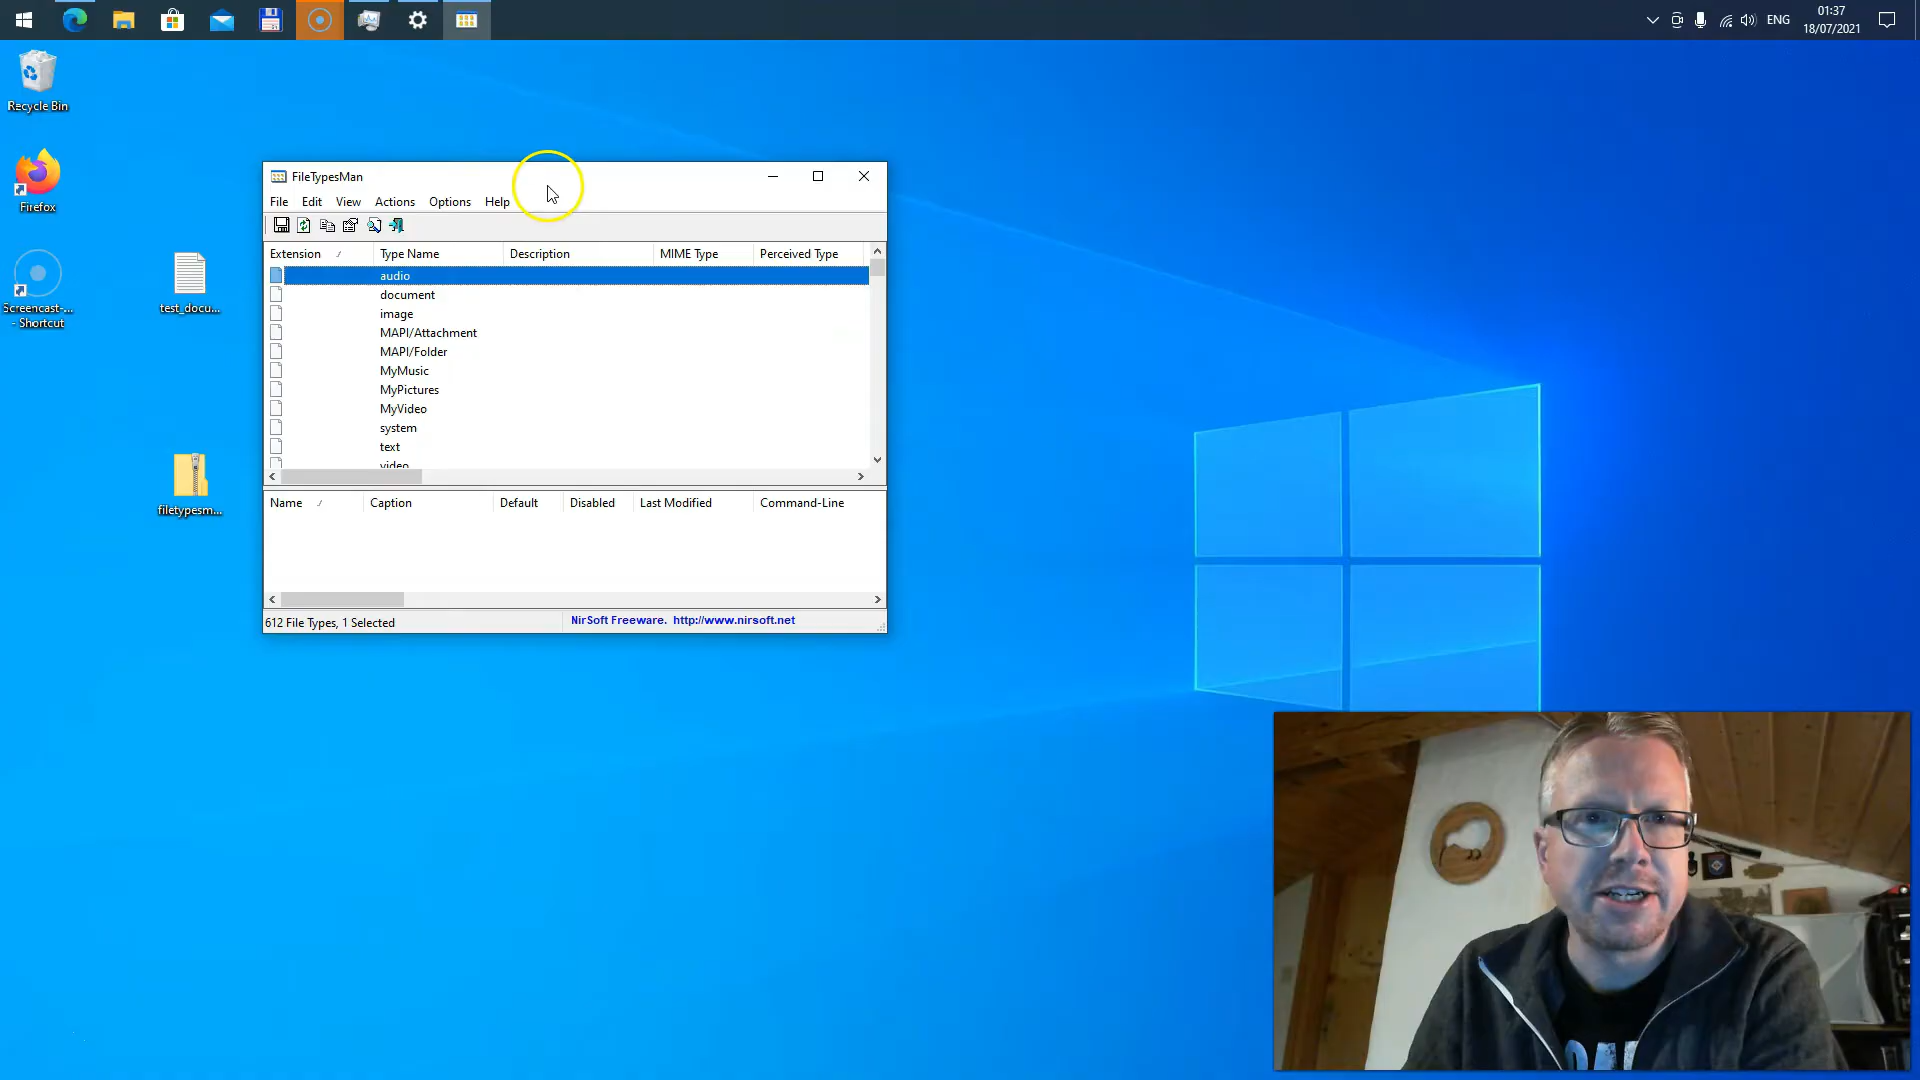 ENG
01:37
18/07/2021
Recycle Bin
Firefox
Screencast-...
- Shortcut
test_docu...
filetypesm...
FileTypesMan
File Edit View Actions Options Help
Extension Type Name Description MIME Type Perceived Type
audio
document
image
MAPI/Attachment
MAPI/Folder
MyMusic
MyPictures
MyVideo
system
text
video
Name Caption Default Disabled Last Modified Command-Line
612 File Types, 1 Selected
NirSoft Freeware. http://www.nirsoft.net